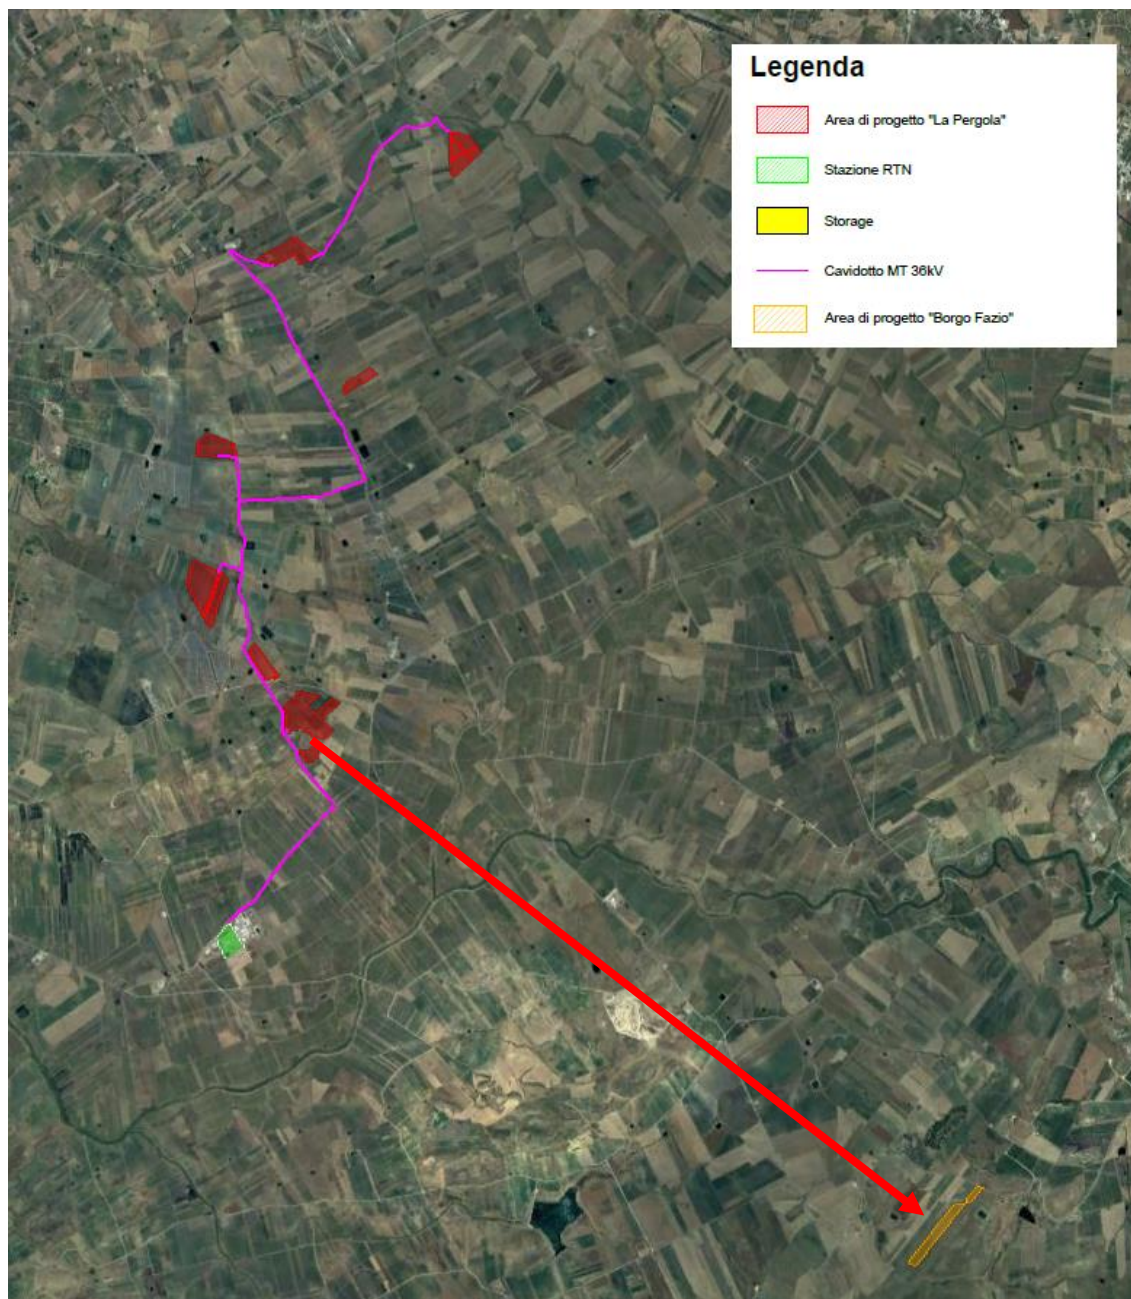 Legenda
Area di progetto "La Pergola"
Stazione RTN
Storage
Cavidotto MT 36kV
Area di progetto "Borgo Fazio"